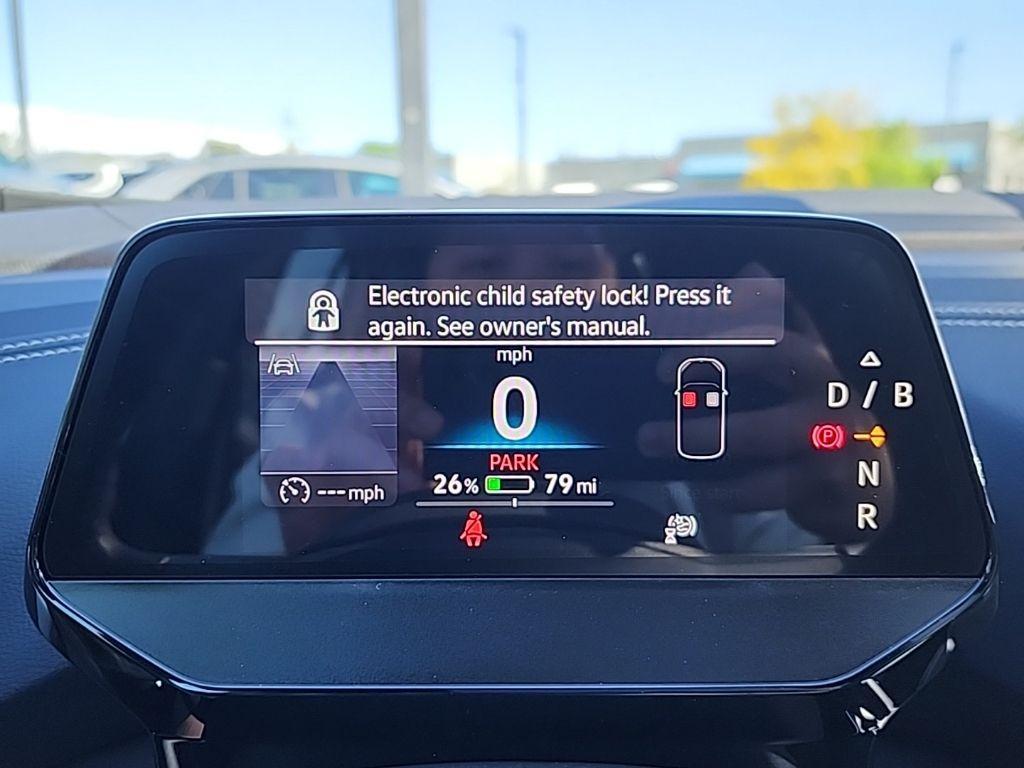 Electronic child safety lock! Press it
again. See owner's manual.
mph
0
D / B
P
PARK
N
26% 79 mi
--- mph
R